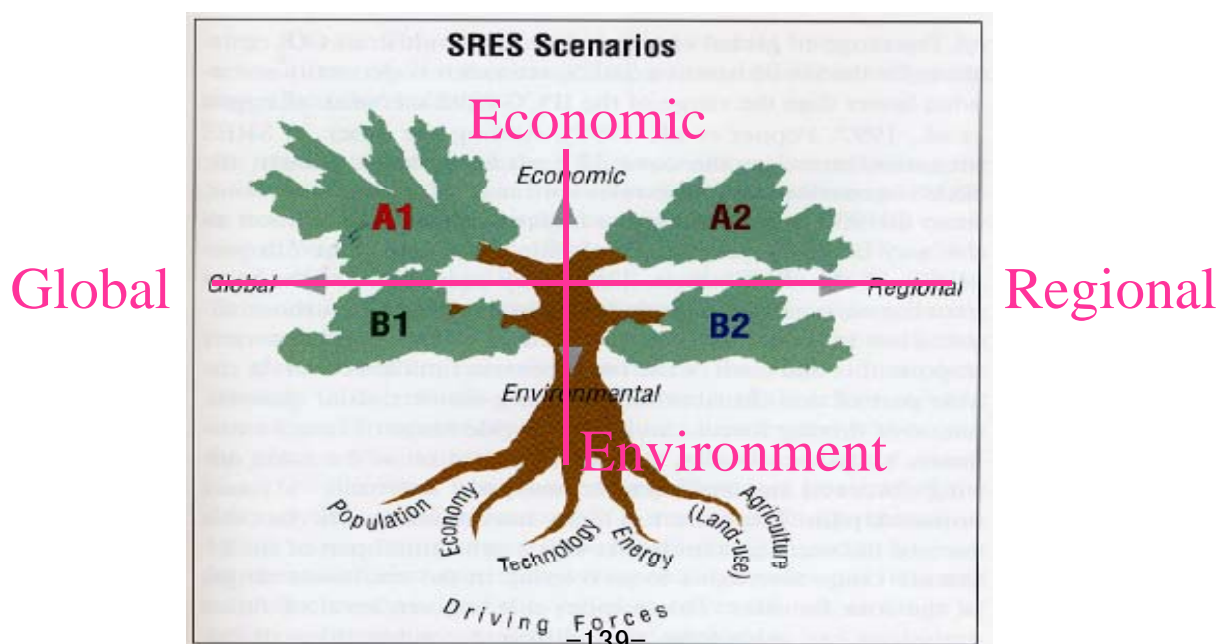 SRES Scenarios
Economic
Economic
A1
A2
Global
Global
Regional
Regional
B1
B2
Environmental
Environment
Population
Economy
Technology
Energy
Agriculture
(Land-use)
Driving Forces
–139–